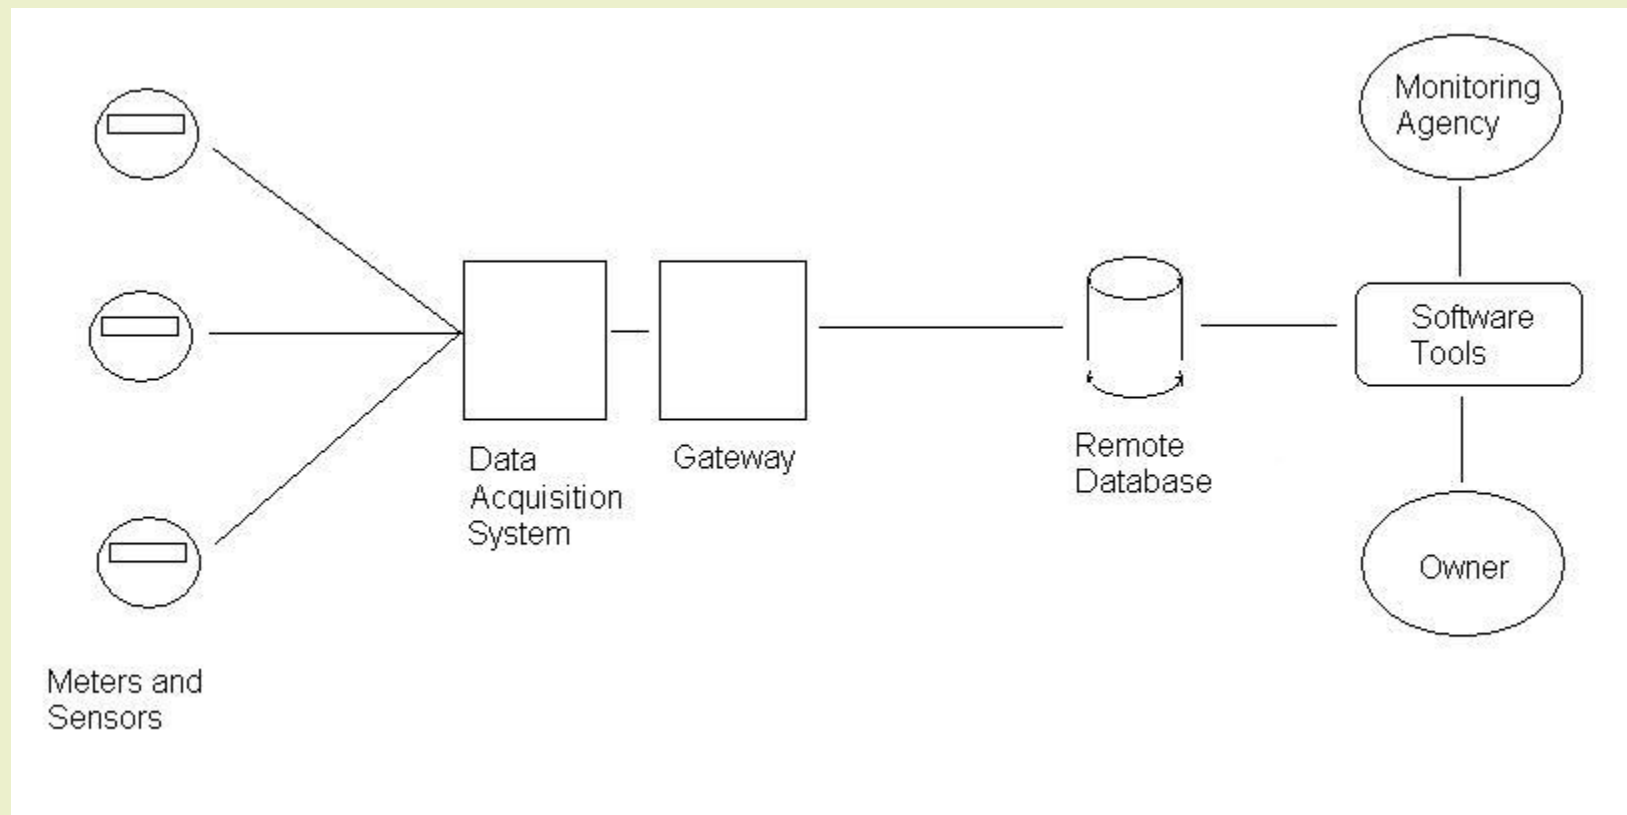 Monitoring
Agency
Software
Tools
Data
Acquisition
System
Gateway
Remote
Database
Owner
Meters and
Sensors